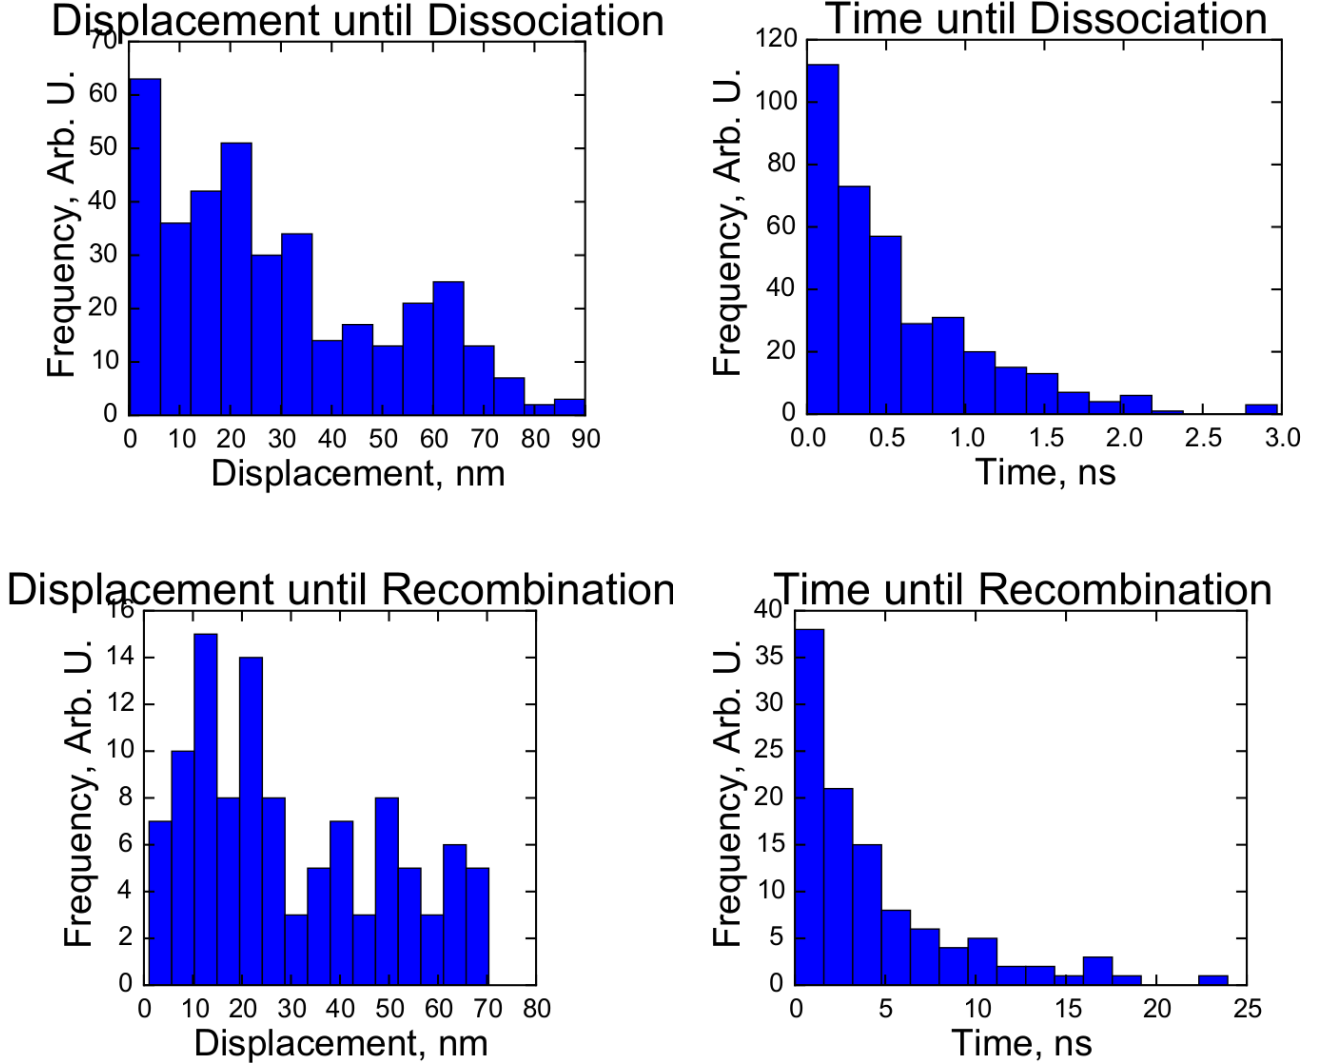 Displacement until Dissociation
70
60
50
40
30
20
10
0
Frequency, Arb. U.
0 10 20 30 40 50 60 70 80 90
Displacement, nm
Time until Dissociation
120
100
80
60
40
20
0
Frequency, Arb. U.
0.0 0.5 1.0 1.5 2.0 2.5 3.0
Time, ns
Displacement until Recombination
16
14
12
10
8
6
4
2
0
Frequency, Arb. U.
0 10 20 30 40 50 60 70 80
Displacement, nm
Time until Recombination
40
35
30
25
20
15
10
5
0
Frequency, Arb. U.
0 5 10 15 20 25
Time, ns